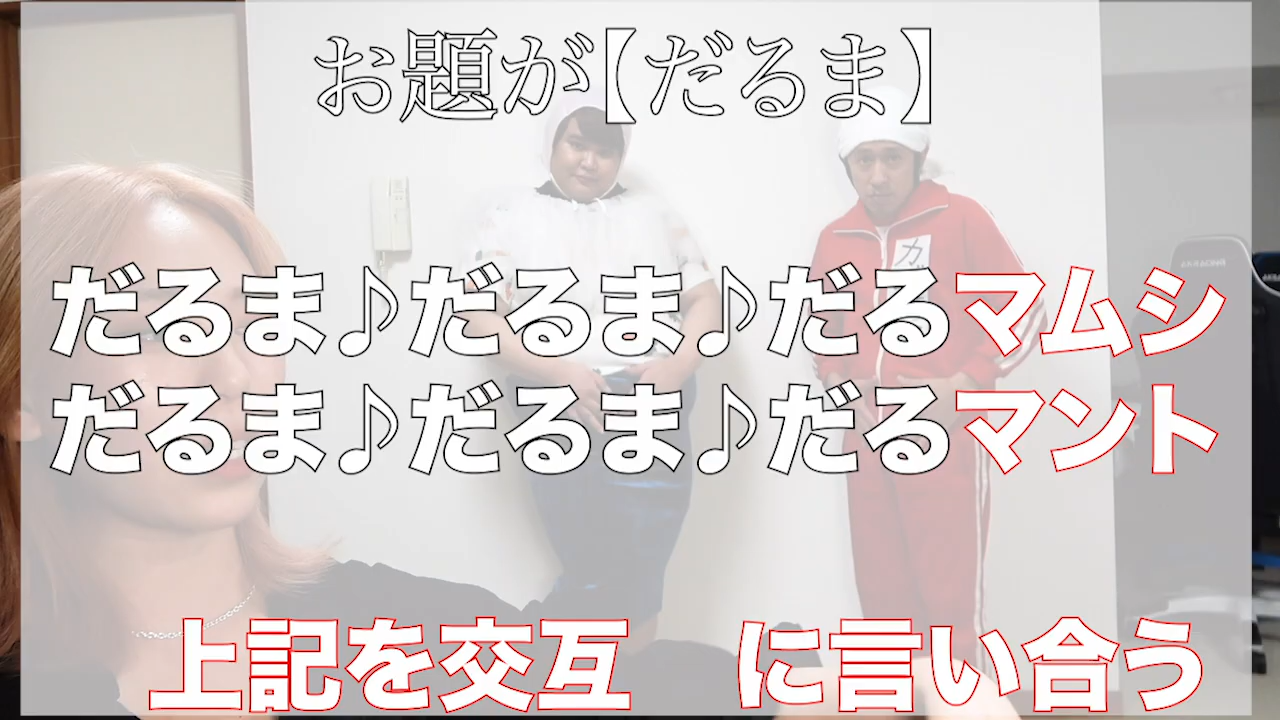 お題が【だるま】
だるま♪だるま♪だるマムシ
だるま♪だるま♪だるマント
上記を交互　に言い合う